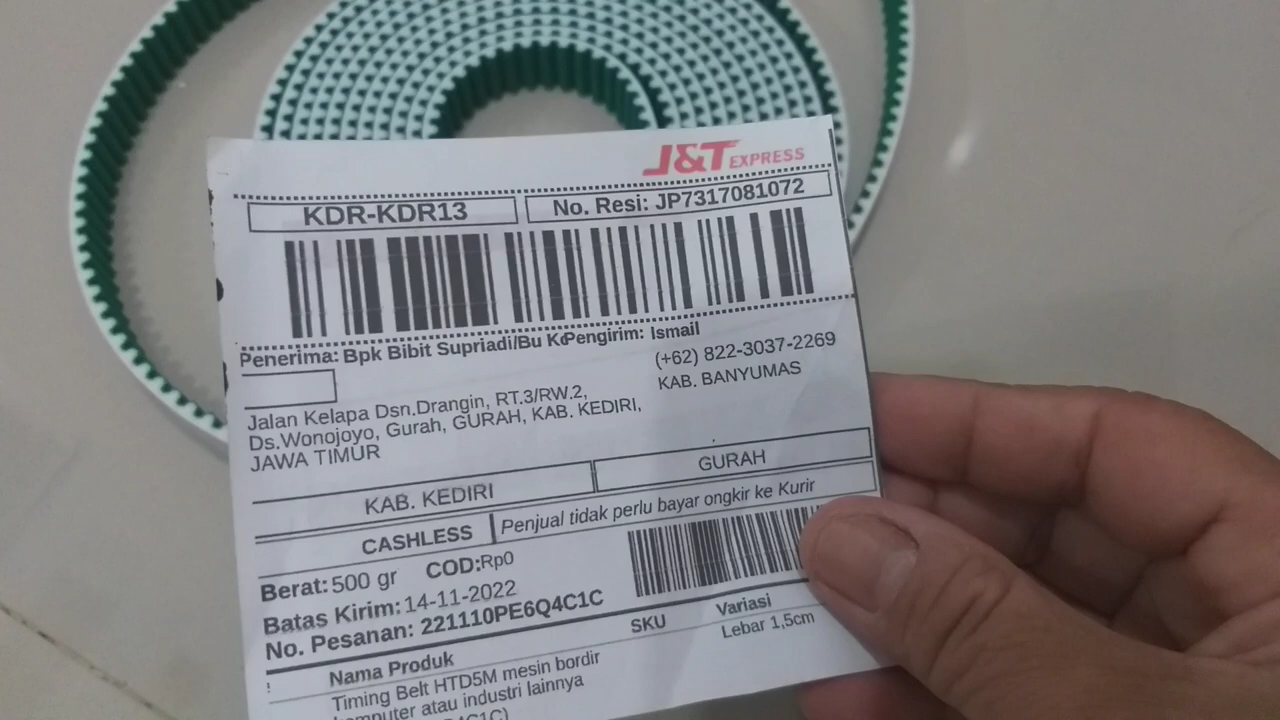 J&T EXPRESS
KDR-KDR13
No. Resi: JP7317081072
Penerima: Bpk Bibit Supriadi/Bu
Pengirim: Ismail
(+62) 822-3037-2269
KAB. BANYUMAS
Jalan Kelapa Dsn.Drangin, RT.3/RW.2,
Ds.Wonojoyo, Gurah, GURAH, KAB. KEDIRI,
JAWA TIMUR
KAB. KEDIRI
GURAH
CASHLESS
Penjual tidak perlu bayar ongkir ke Kurir
Berat: 500 gr
COD:Rp0
Batas Kirim: 14-11-2022
No. Pesanan: 221110PE6Q4C1C
Nama Produk
SKU
Variasi
Timing Belt HTD5M mesin bordir
komputer atau industri lainnya
Lebar 1,5cm